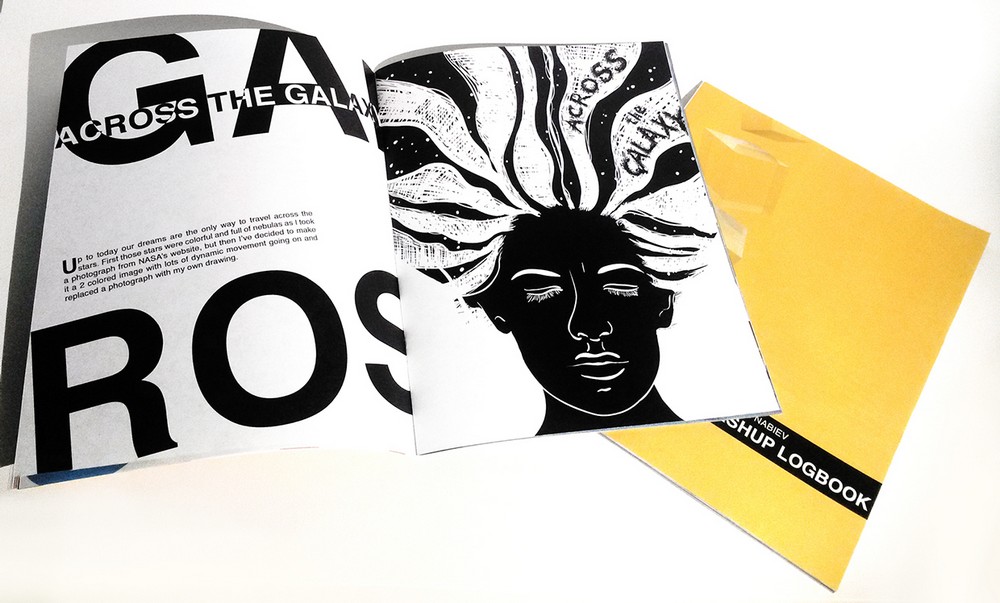 GA
ACROSS THE GALAX
Up to today our dreams are the only way to travel across the
stars. First those stars were colorful and full of nebulas as I took
a photograph from NASA's website, but then I've decided to make
it a 2 colored image with lots of dynamic movement going on and
replaced a photograph with my own drawing.
ROS
ACROSS
the
GALAXY
NABIEV
SHUP LOGBOOK